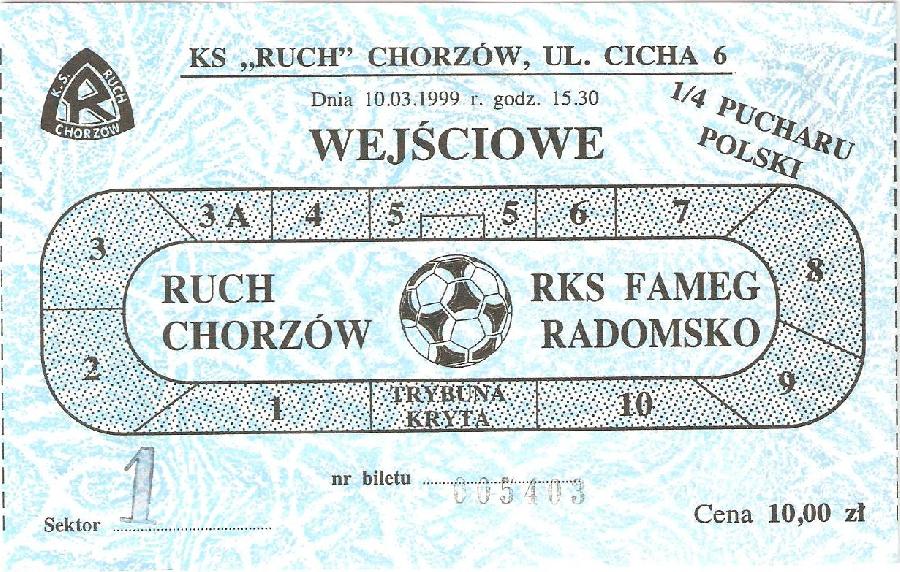 K.S. RUCH
CHORZÓW
KS „RUCH” CHORZÓW, UL. CICHA 6
Dnia 10.03.1999 r. godz. 15.30
WEJŚCIOWE
1/4 PUCHARU
POLSKI
3 3A 4 5 5 6 7 8
RUCH
CHORZÓW
RKS FAMEG
RADOMSKO
2 1 TRYBUNA
KRYTA 10 9
nr biletu 005403
Sektor 1
Cena 10,00 zł